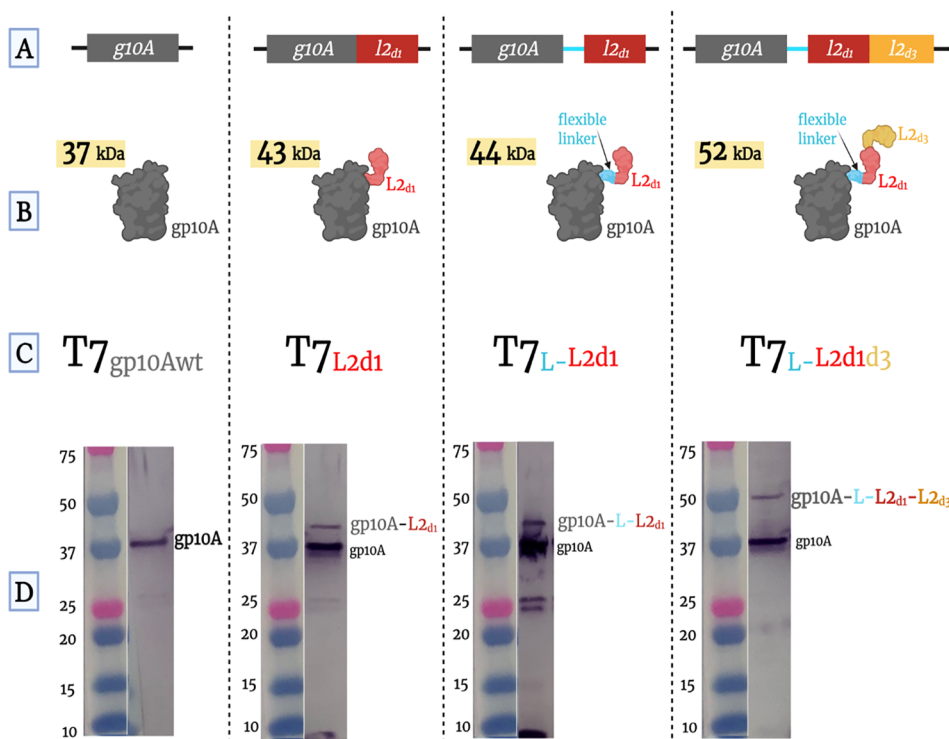 A
g10A
g10A l2d1
g10A l2d1
g10A l2d1 l2d3
B
37 kDa
gp10A
43 kDa
L2d1
gp10A
flexible
linker
44 kDa
L2d1
gp10A
flexible
linker
L2d3
52 kDa
L2d1
gp10A
C
T7gp10Awt
T7L2d1
T7L-L2d1
T7L-L2d1d3
D
75
50
37
25
20
15
10
gp10A
75
50
37
25
20
15
10
gp10A-L2d1
gp10A
75
50
37
25
20
15
10
gp10A-L-L2d1
gp10A
75
50
37
25
20
15
10
gp10A-L-L2d1-L2d3
gp10A